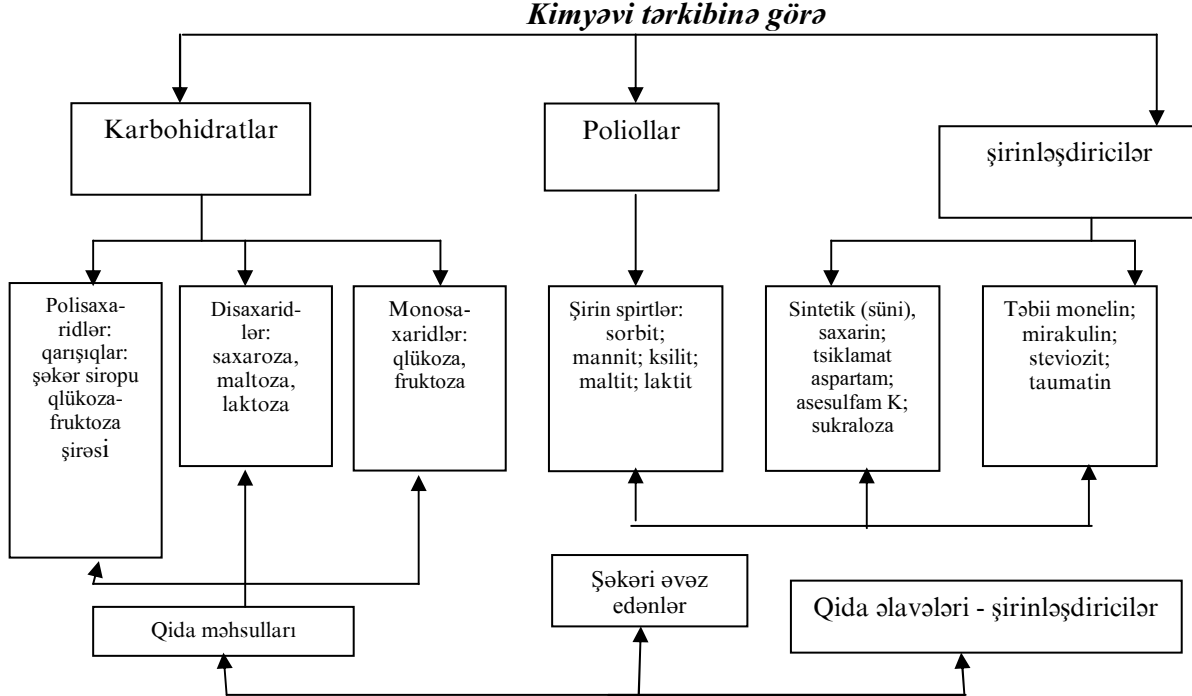 Kimyəvi tərkibinə görə
Karbohidratlar
Poliollar
şirinləşdiricilər
Polisaxa-
ridlər:
qarışıqlar:
şəkər siropu
qlükoza-
fruktoza
şirəsi
Disaxarid-
lər:
saxaroza,
maltoza,
laktoza
Monosa-
xaridlər:
qlükoza,
fruktoza
Şirin spirtlər:
sorbit;
mannit; ksilit;
maltit; laktit
Sintetik (süni),
saxarin;
tsiklamat
aspartam;
asesulfam K;
sukraloza
Təbii monelin;
mirakulin;
steviozit;
taumatin
Qida məhsulları
Şəkəri əvəz
edənlər
Qida əlavələri - şirinləşdiricilər